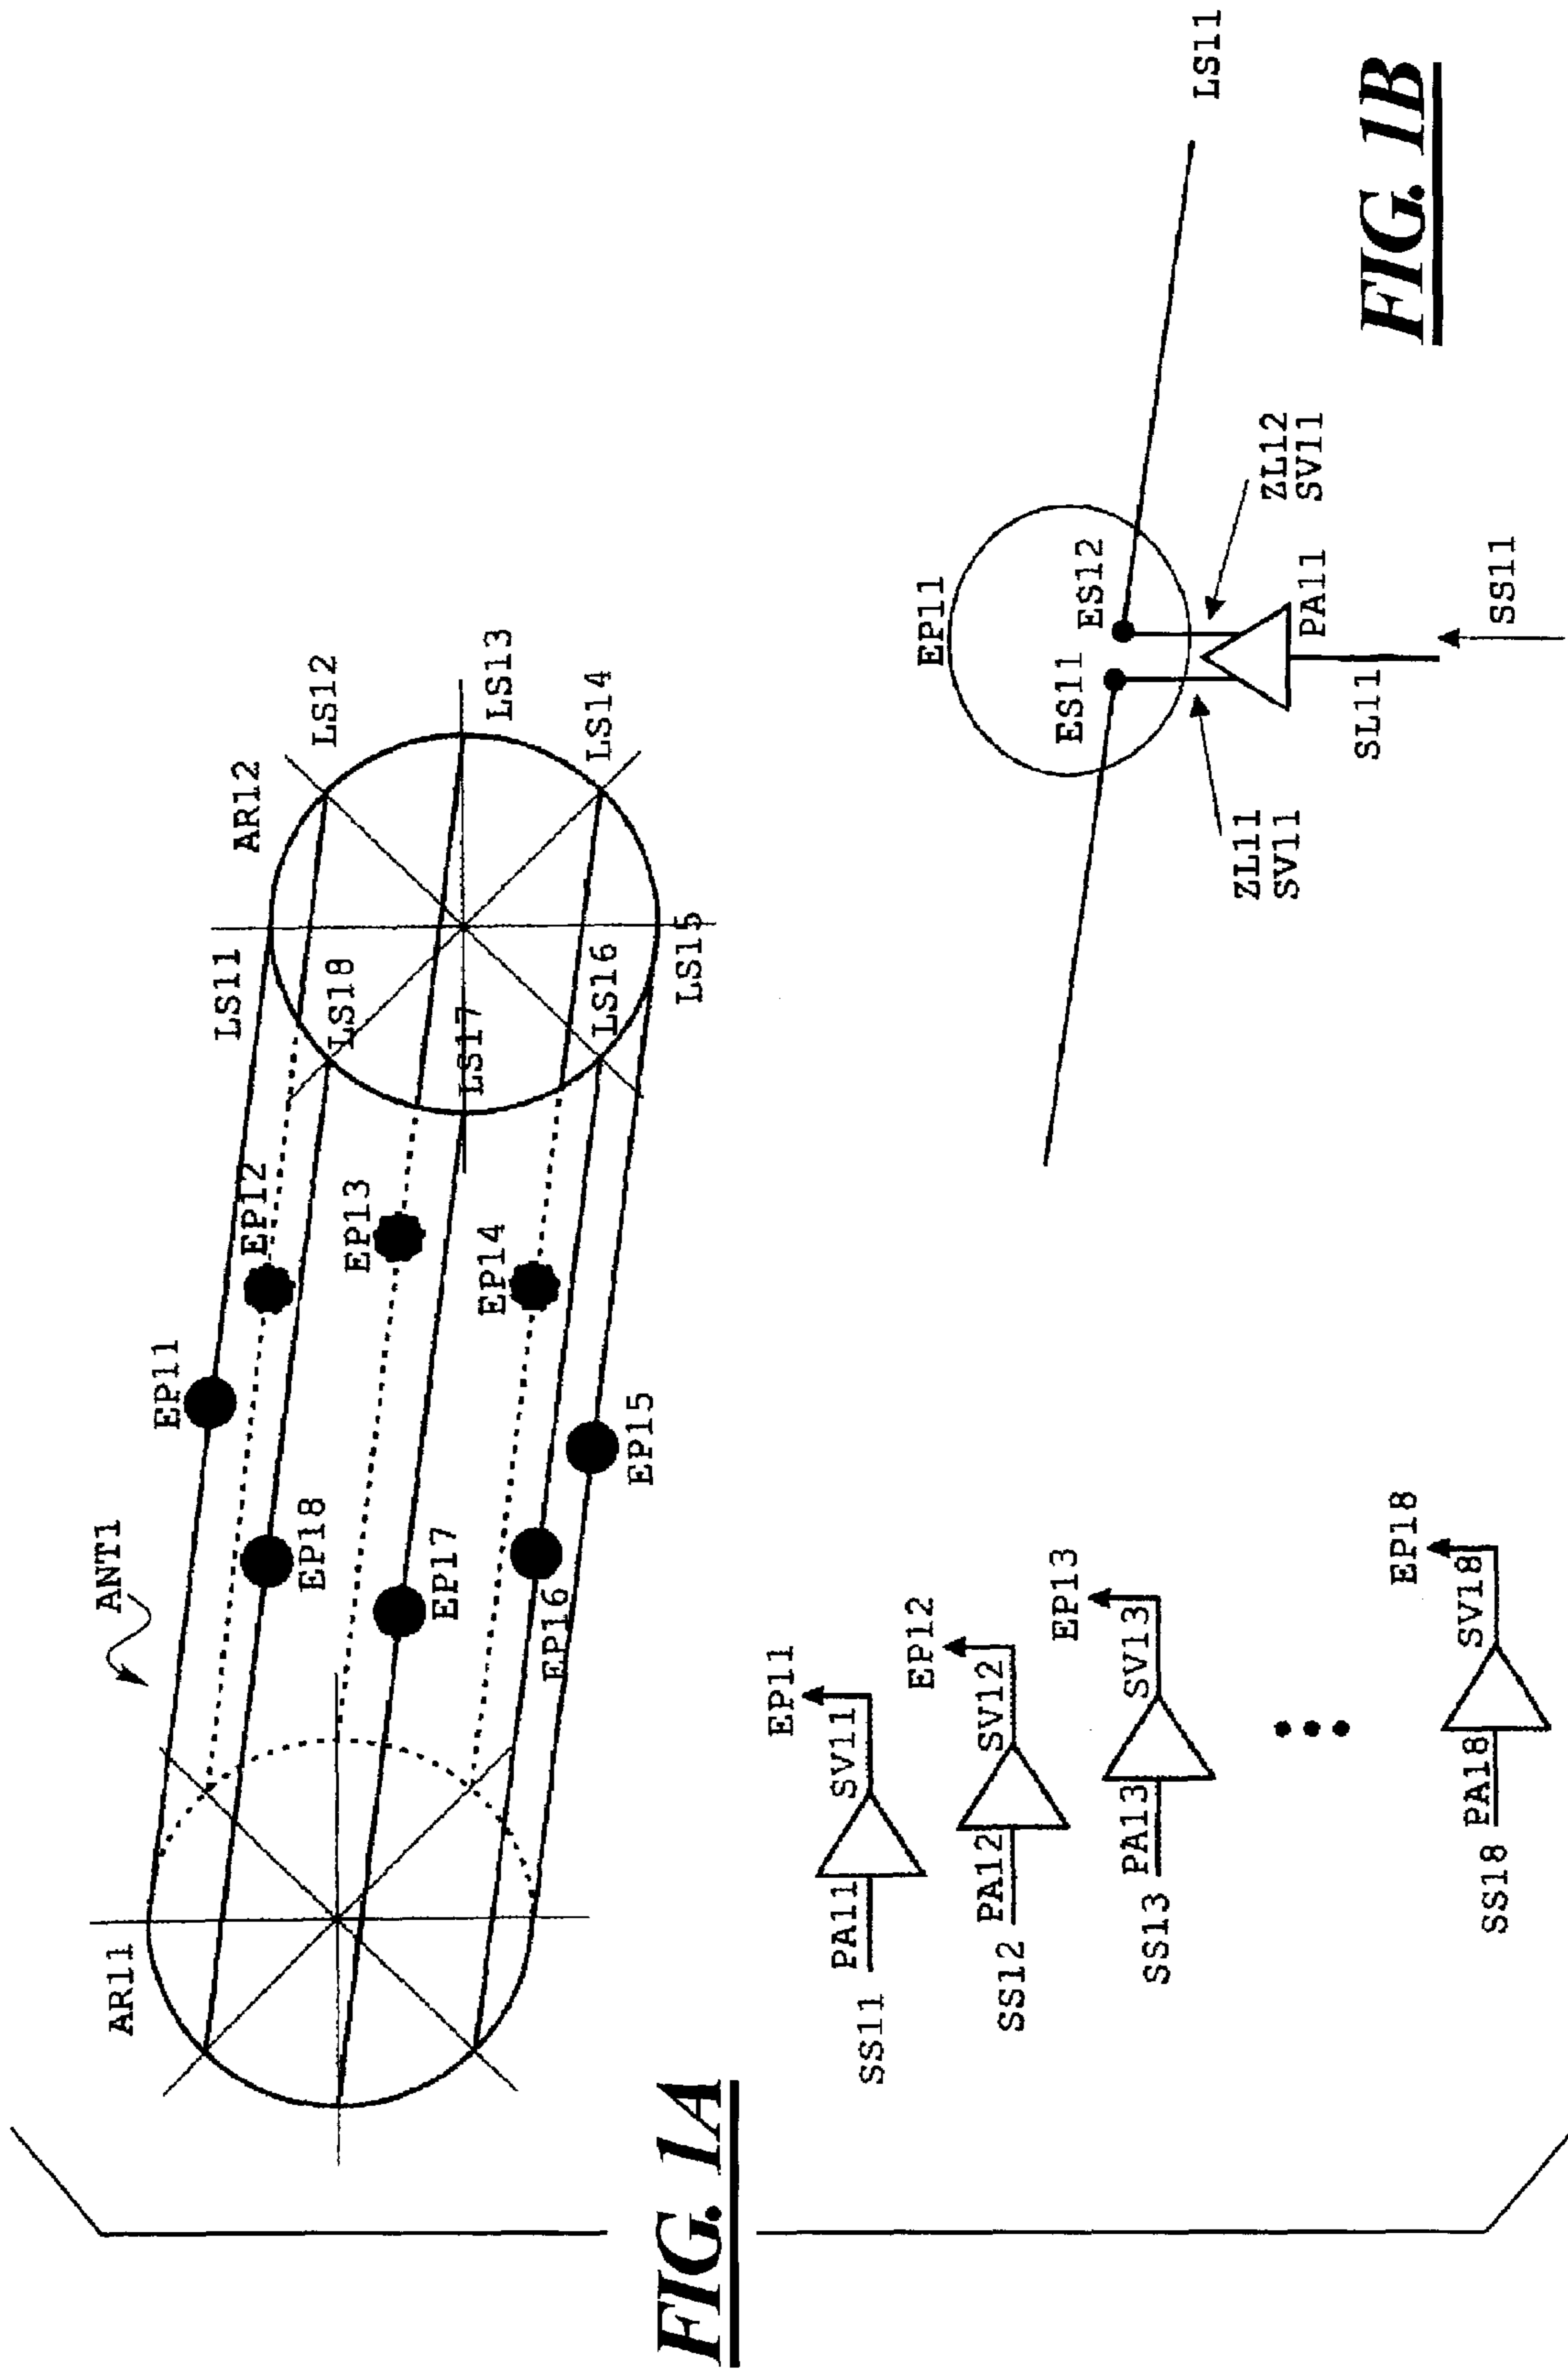 ANT1
AR11
AR12
LS11
LS12
LS13
LS14
LS15
LS16
LS17
LS18
EP11
EP12
EP13
EP14
EP15
EP16
EP17
EP18
SS11
PA11
SV11
EP11
SS12
PA12
SV12
EP12
SS13
PA13
SV13
EP13
SS18
PA18
SV18
EP18
FIG. 1A
EP11
ES11
ES12
LS11
ZL11
SV11
ZL12
SV11
PA11
SL11
SS11
FIG. 1B